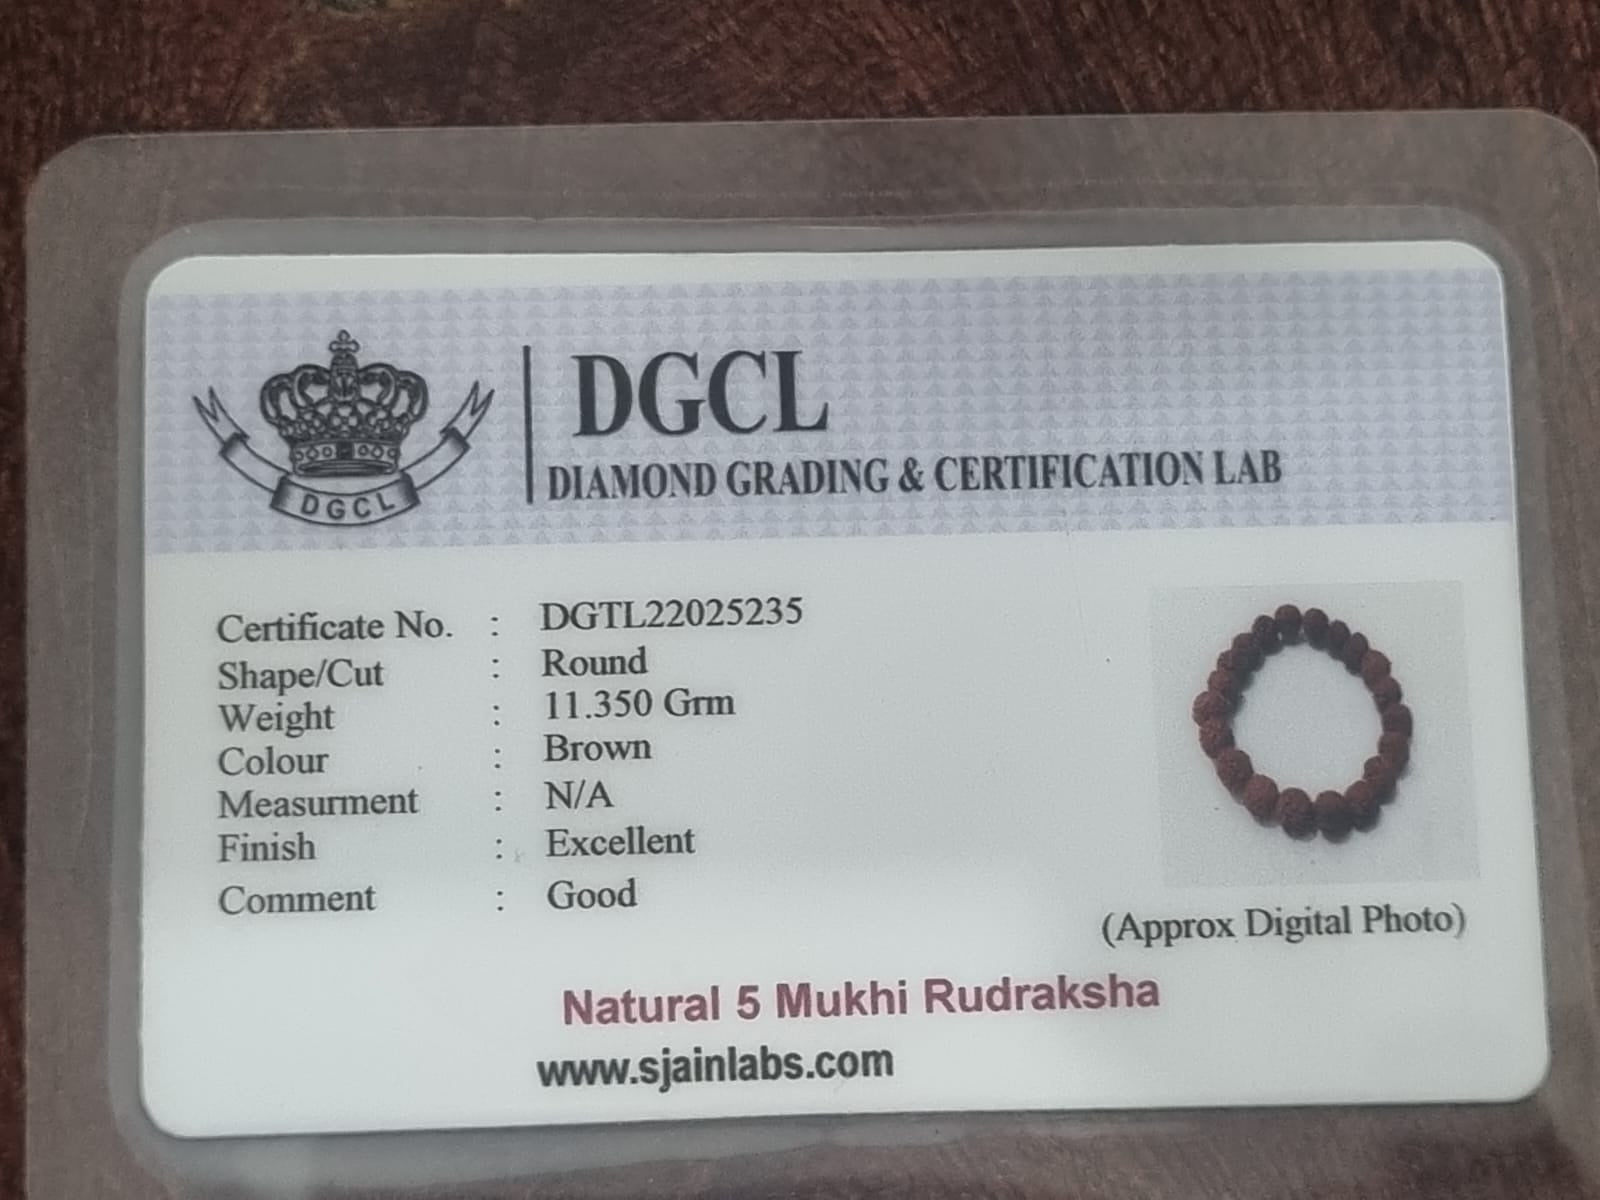 DGCL
DGCL
DIAMOND GRADING & CERTIFICATION LAB
Certificate No. : DGTL22025235
Shape/Cut : Round
Weight : 11.350 Grm
Colour : Brown
Measurment : N/A
Finish : Excellent
Comment : Good
(Approx Digital Photo)
Natural 5 Mukhi Rudraksha
www.sjainlabs.com